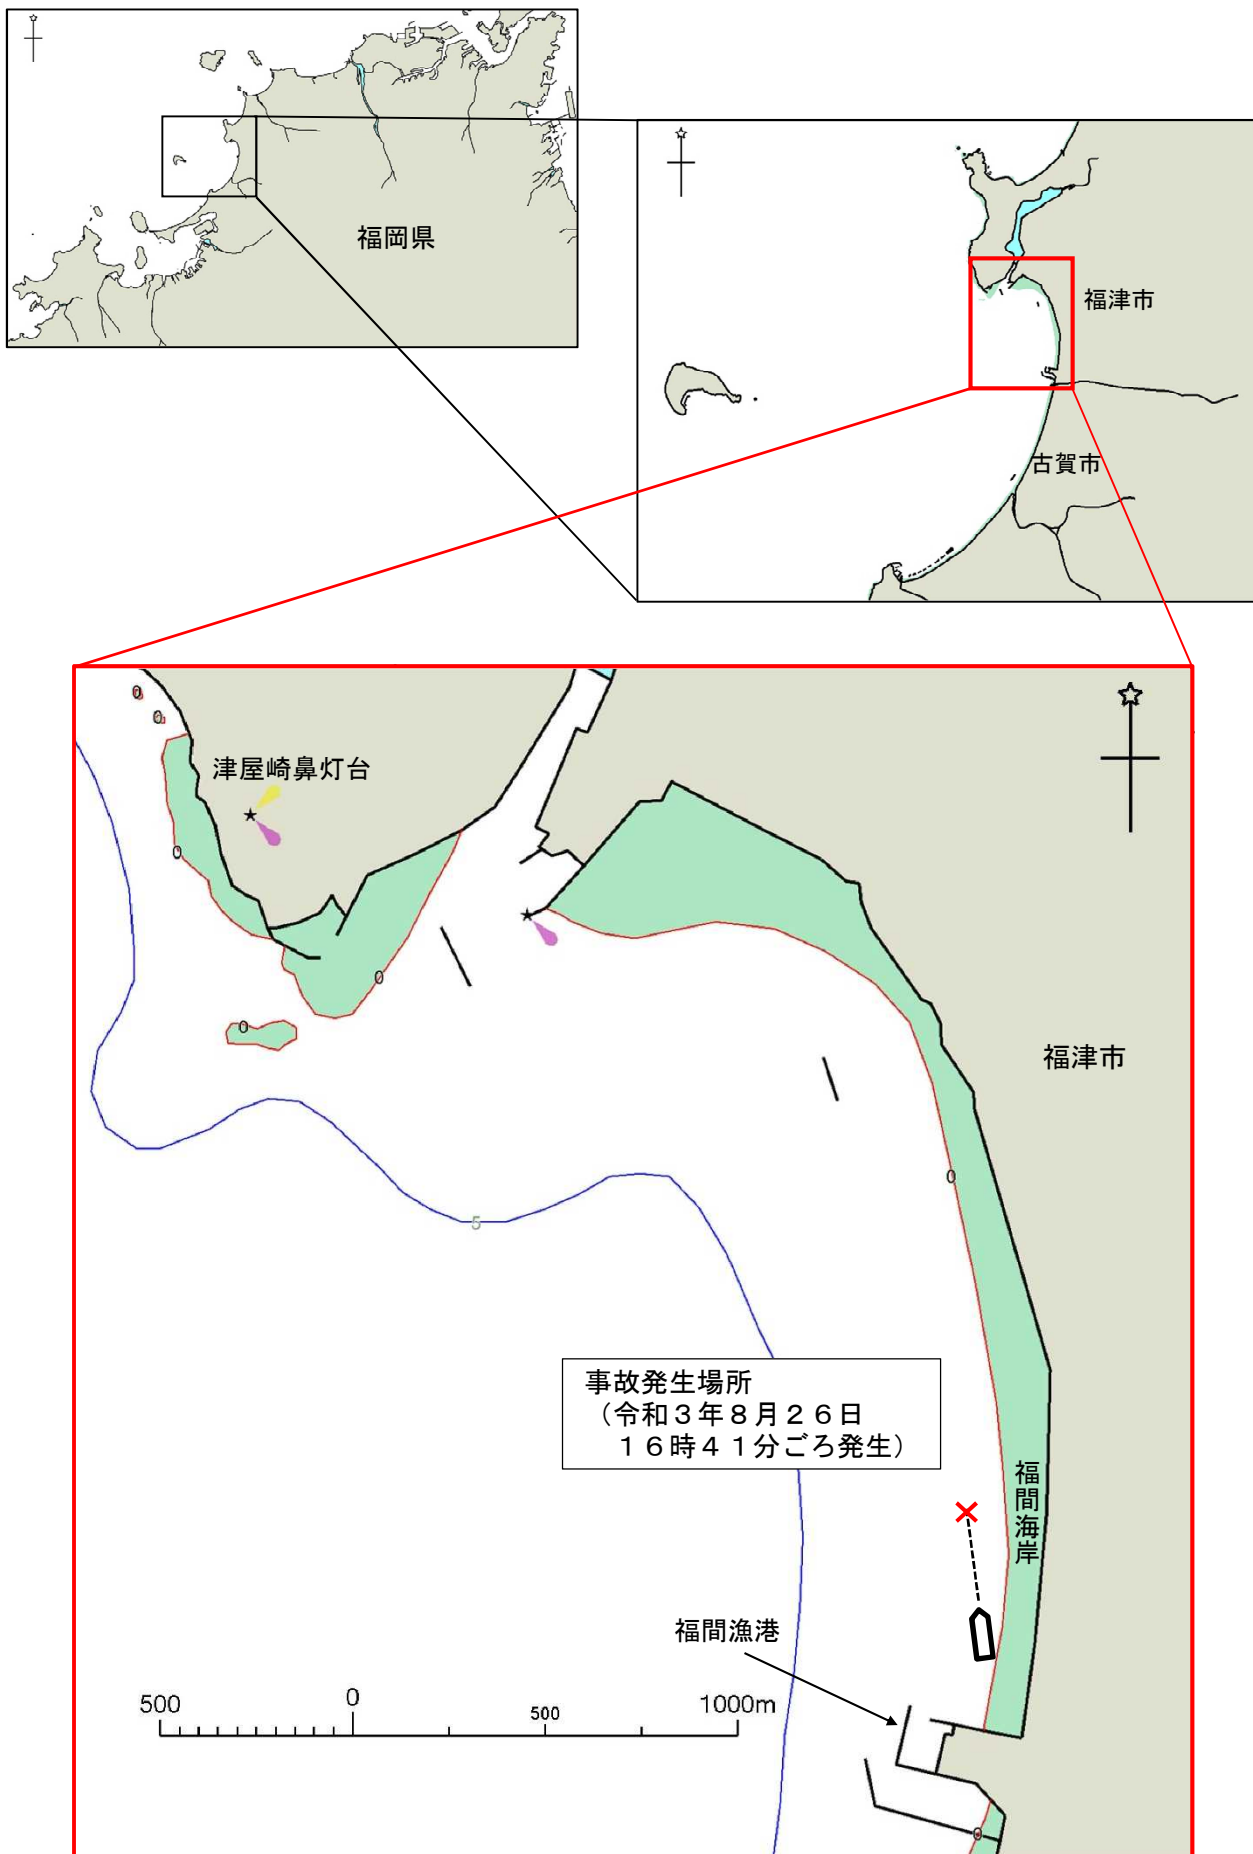 福岡県
福津市
古賀市
0
0
津屋崎鼻灯台
0
0
0
福津市
0
5
事故発生場所
（令和３年８月２６日
１６時４１分ごろ発生）
福間海岸
福間漁港
500 0 500 1000m
0